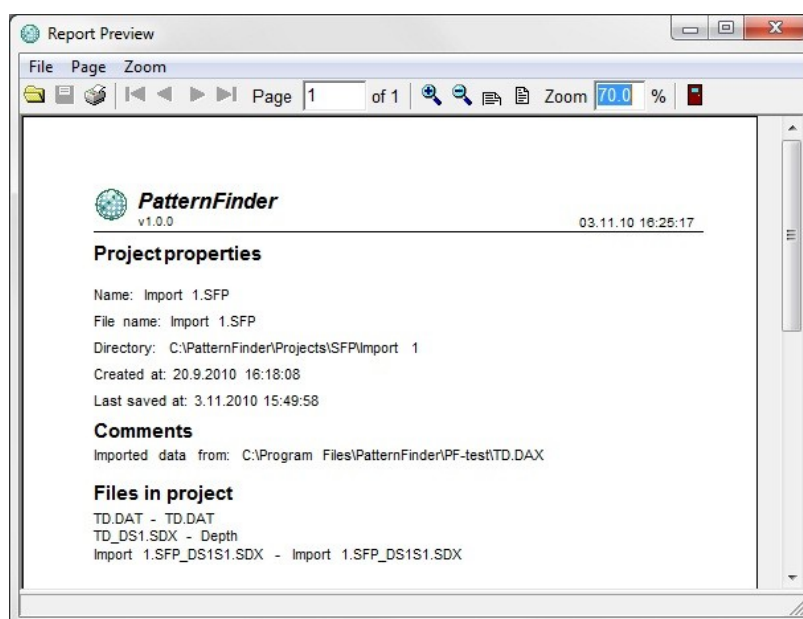 Report Preview
File Page Zoom
Page 1 of 1 Zoom 70.0 %
PatternFinder
v1.0.0 03.11.10 16:25:17
Project properties
Name: Import 1.SFP
File name: Import 1.SFP
Directory: C:\PatternFinder\Projects\SFP\Import 1
Created at: 20.9.2010 16:18:08
Last saved at: 3.11.2010 15:49:58
Comments
Imported data from: C:\Program Files\PatternFinder\PF-test\TD.DAX
Files in project
TD.DAT - TD.DAT
TD_DS1.SDX - Depth
Import 1.SFP_DS1S1.SDX - Import 1.SFP_DS1S1.SDX